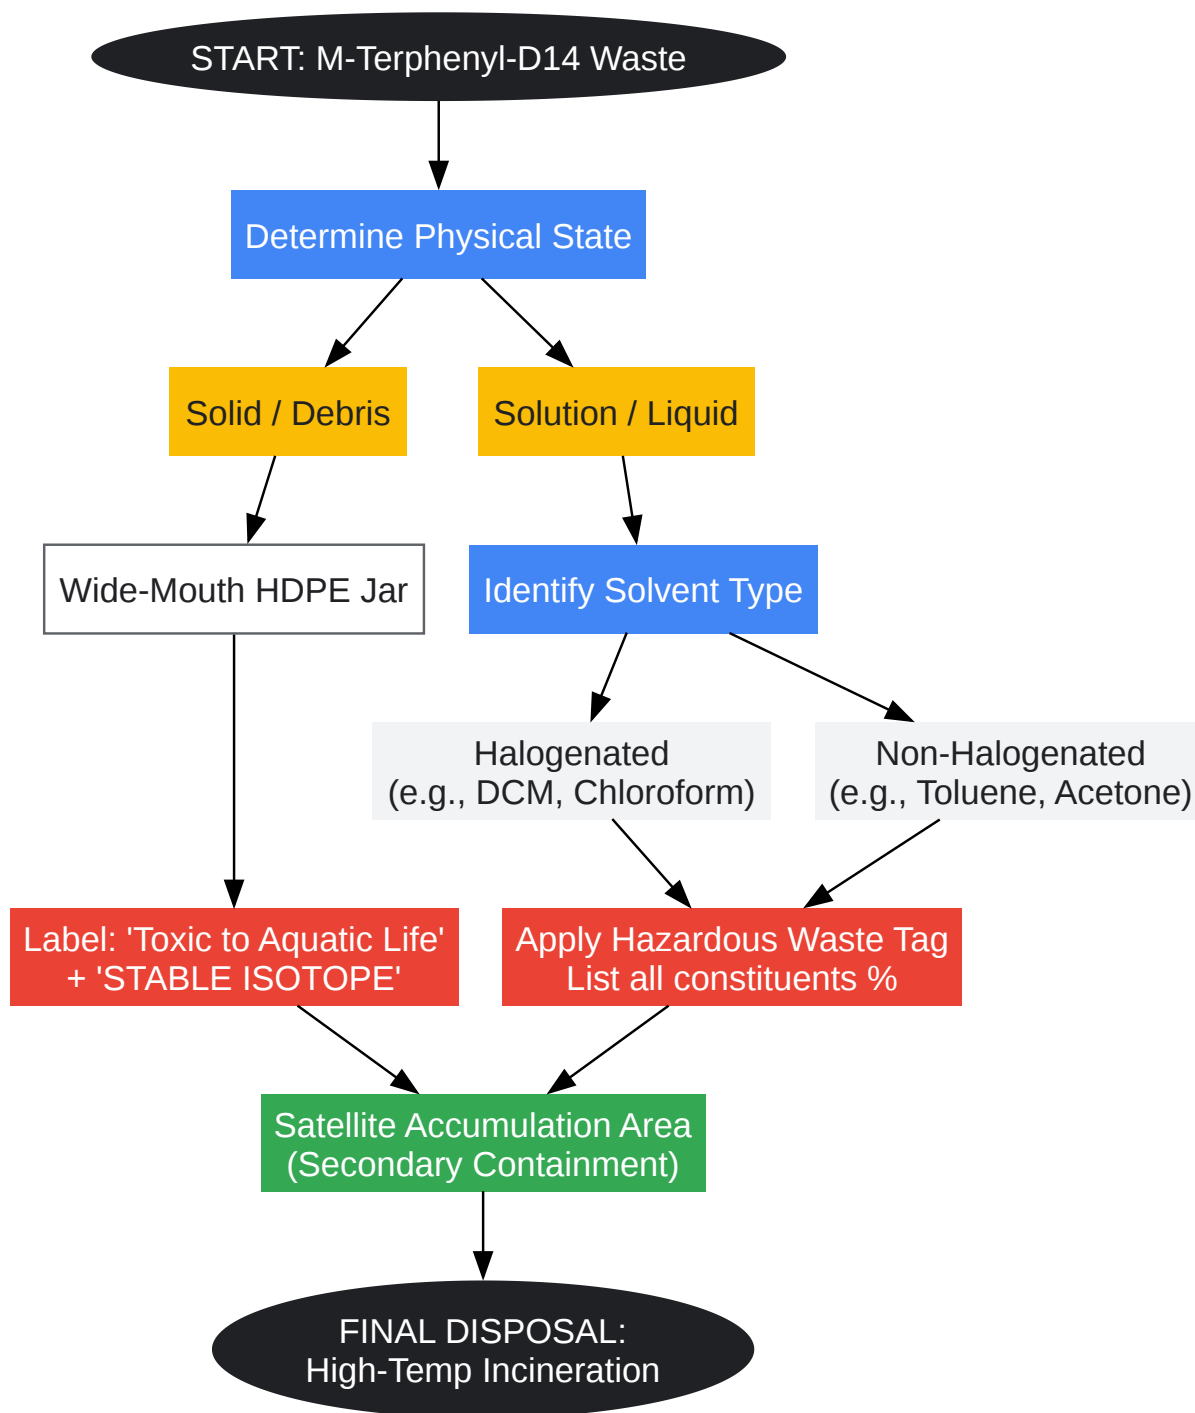 START: M-Terphenyl-D14 Waste
Determine Physical State
Solid / Debris
Solution / Liquid
Wide-Mouth HDPE Jar
Identify Solvent Type
Halogenated
(e.g., DCM, Chloroform)
Non-Halogenated
(e.g., Toluene, Acetone)
Label: 'Toxic to Aquatic Life'
+ 'STABLE ISOTOPE'
Apply Hazardous Waste Tag
List all constituents %
Satellite Accumulation Area
(Secondary Containment)
FINAL DISPOSAL:
High-Temp Incineration